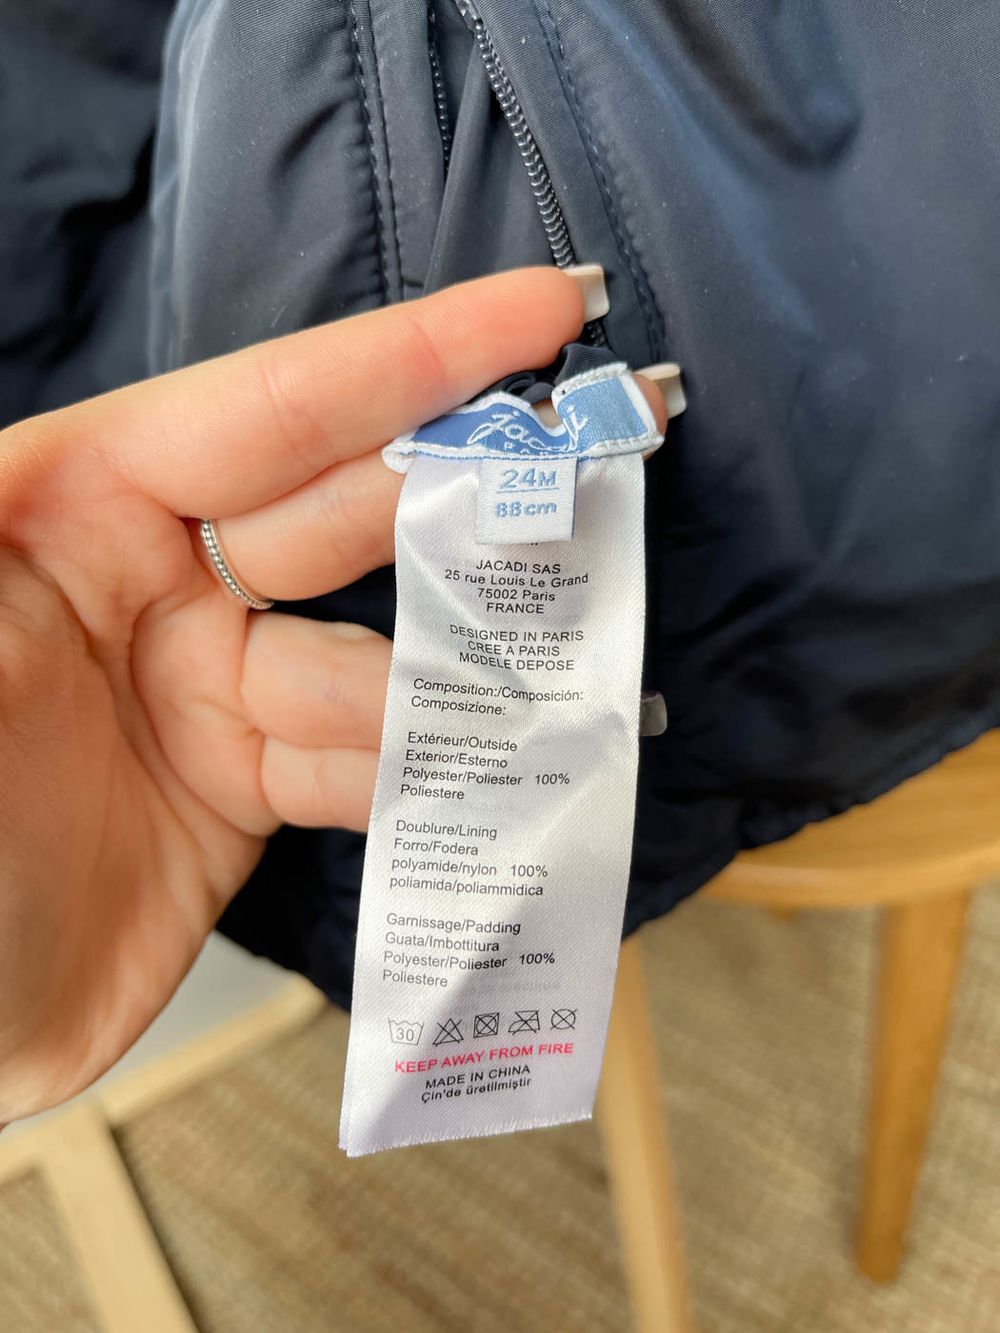 jacadi
24M
88cm
JACADI SAS
25 rue Louis Le Grand
75002 Paris
FRANCE
DESIGNED IN PARIS
CREE A PARIS
MODELE DEPOSE
Composition:/Composición:
Composizione:
Extérieur/Outside
Exterior/Esterno
Polyester/Poliester 100%
Poliestere
Doublure/Lining
Forro/Fodera
polyamide/nylon 100%
poliamida/poliammidica
Garnissage/Padding
Guata/Imbottitura
Polyester/Poliester 100%
Poliestere
30
KEEP AWAY FROM FIRE
MADE IN CHINA
Çin'de üretilmiştir